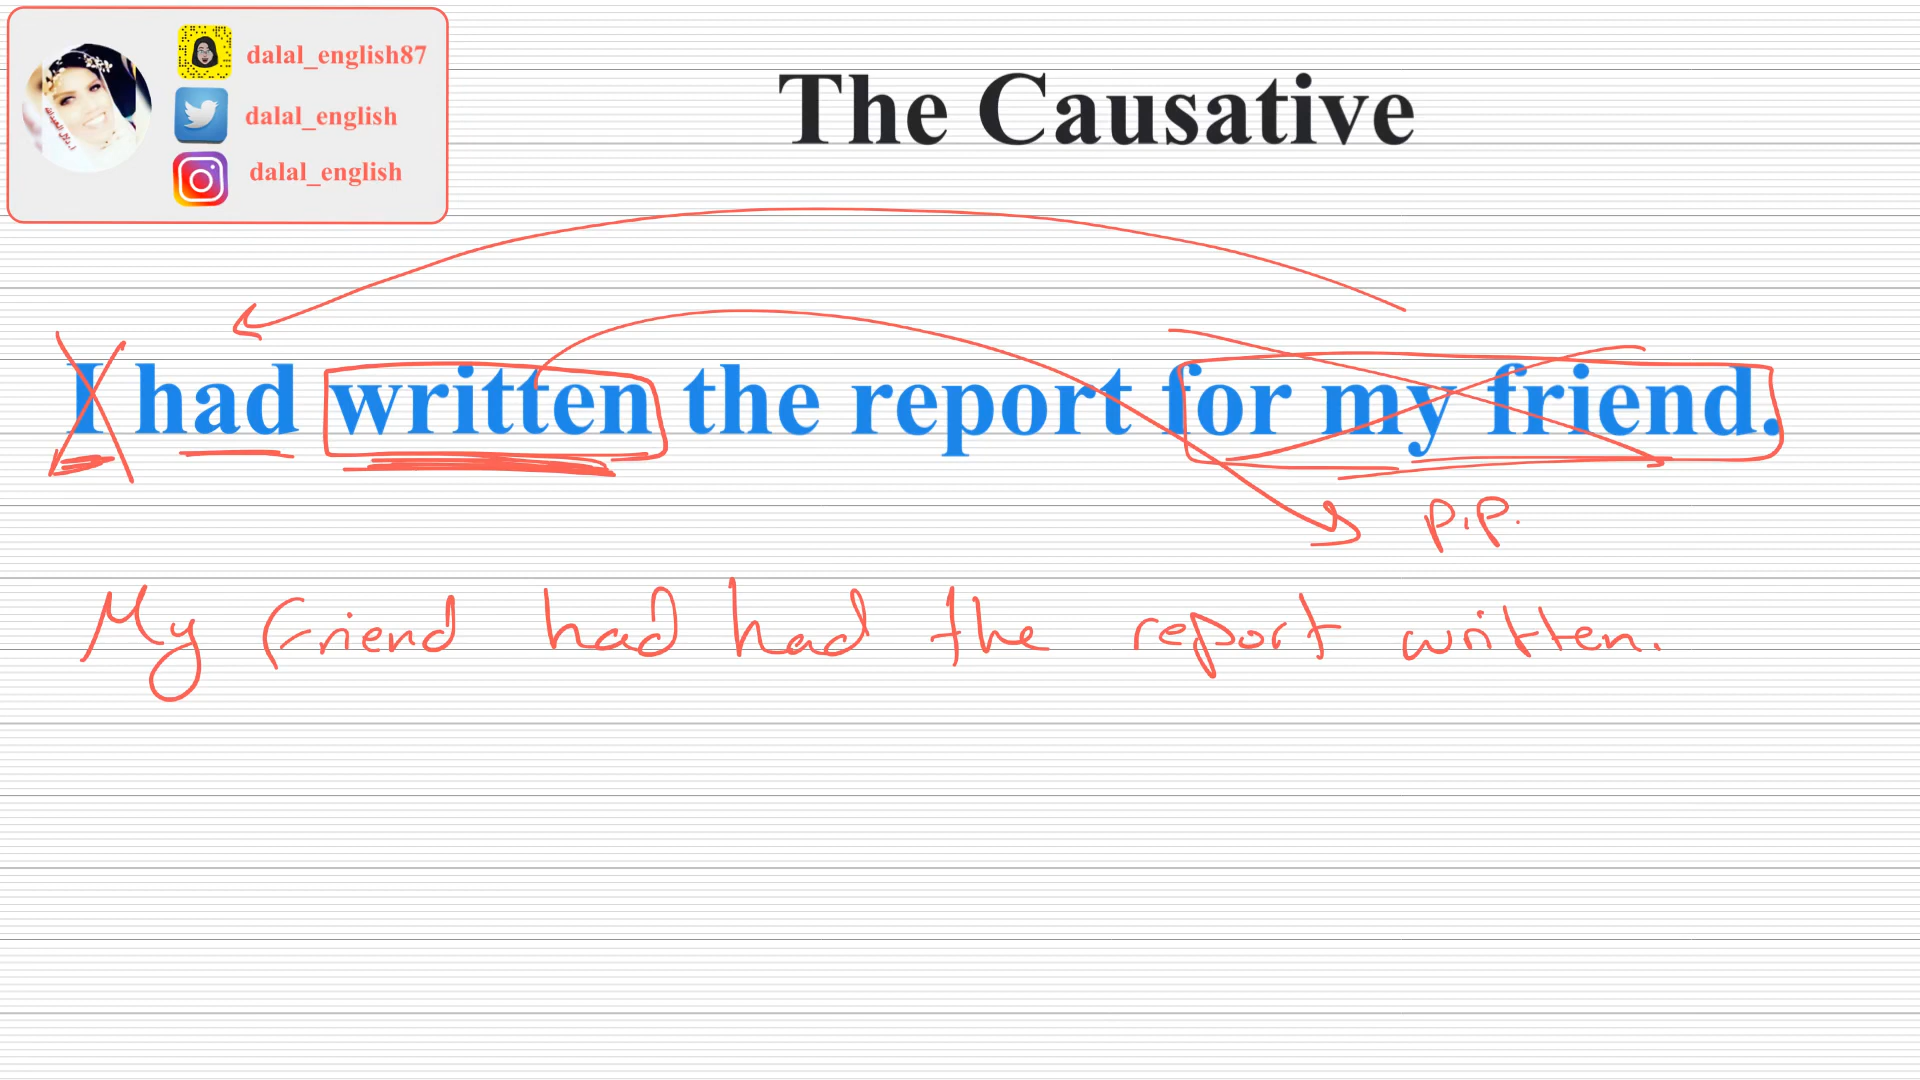 dalal_english87
dalal_english
dalal_english
The Causative
I had written the report for my friend.
p.p.
My friend had had the report written.